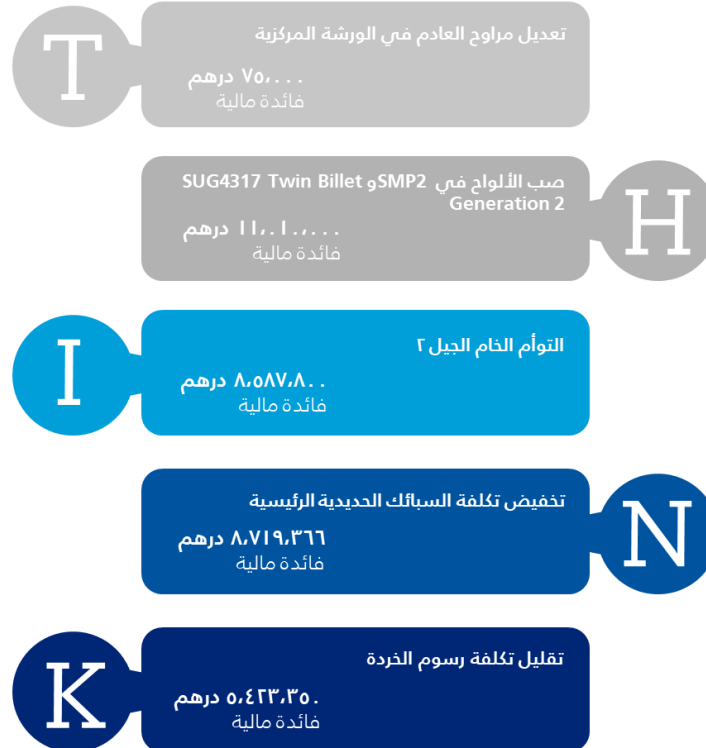 T
تعديل مراوح العادم في الورشة المركزية
٧٥،٠٠٠ درهم
فائدة مالية
H
صب الألواح في SMP2و SUG4317 Twin Billet
Generation 2
١١،٠١٠،٠٠٠ درهم
فائدة مالية
I
التوأم الخام الجيل ٢
٨،٥٨٧،٨٠٠ درهم
فائدة مالية
N
تخفيض تكلفة السبائك الحديدية الرئيسية
٨،٧١٩،٣٦٦ درهم
فائدة مالية
K
تقليل تكلفة رسوم الخردة
٥،٤٢٣،٣٥٠ درهم
فائدة مالية